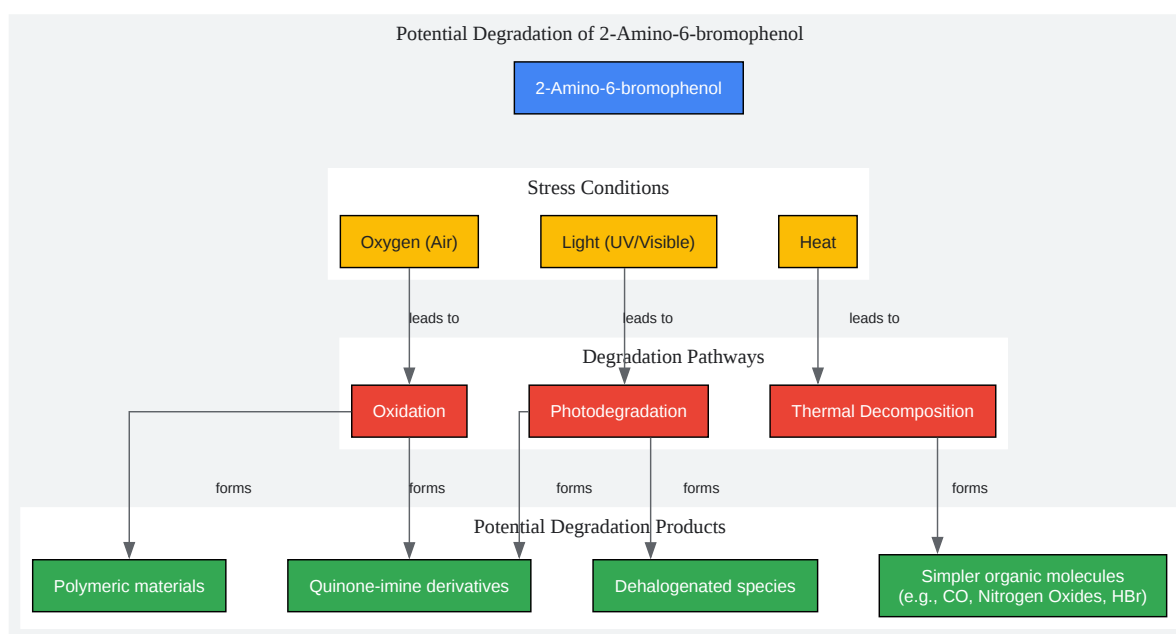 Potential Degradation of 2-Amino-6-bromophenol
2-Amino-6-bromophenol
Stress Conditions
Oxygen (Air)
Light (UV/Visible)
Heat
leads to
leads to
leads to
Degradation Pathways
Oxidation
Photodegradation
Thermal Decomposition
forms
forms
forms
forms
forms
Potential Degradation Products
Polymeric materials
Quinone-imine derivatives
Dehalogenated species
Simpler organic molecules
(e.g., CO, Nitrogen Oxides, HBr)